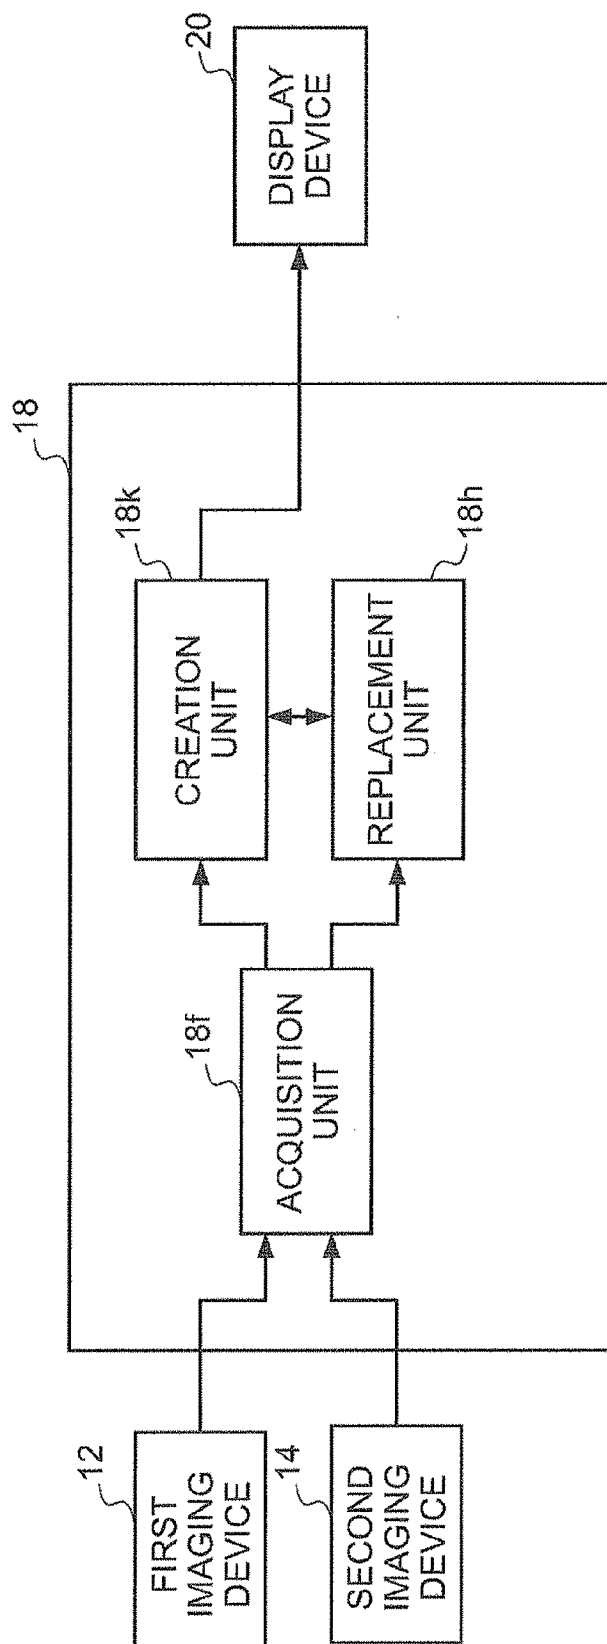 12
FIRST
IMAGING
DEVICE
14
SECOND
IMAGING
DEVICE
18
18f
ACQUISITION
UNIT
18k
CREATION
UNIT
18h
REPLACEMENT
UNIT
20
DISPLAY
DEVICE